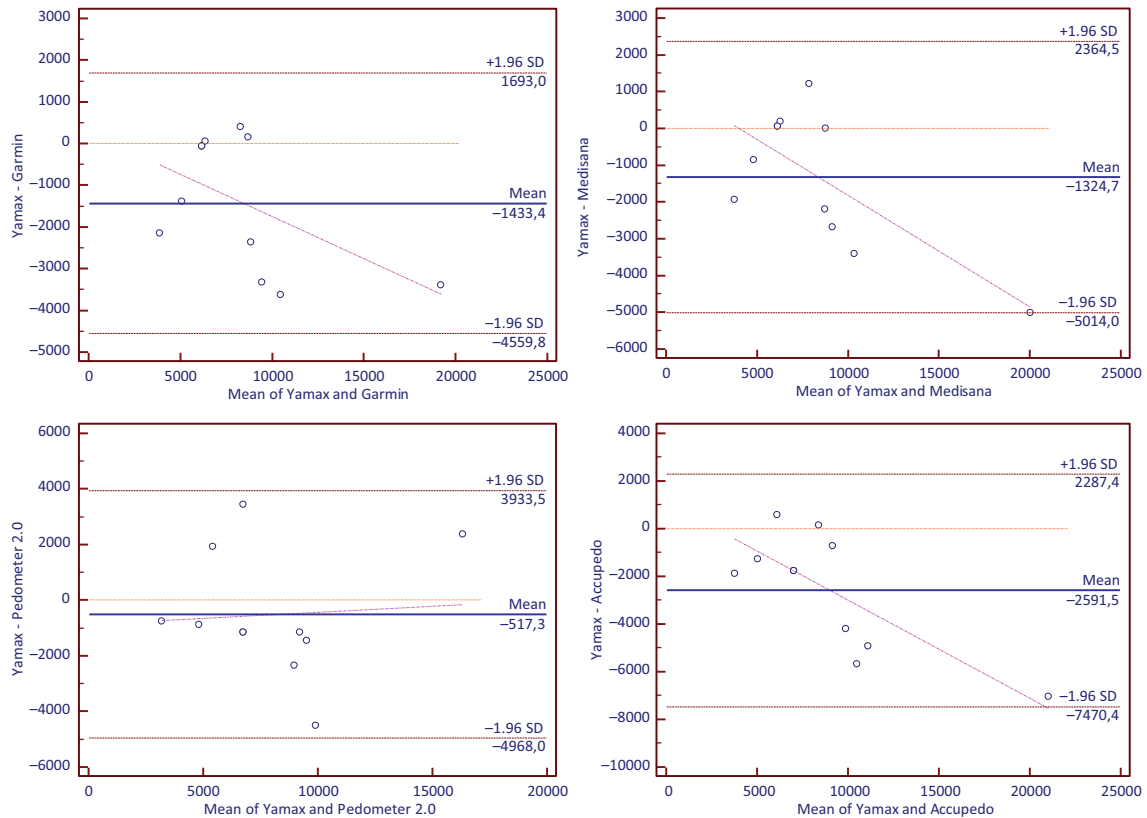 3000
2000
1000
0
−1000
−2000
−3000
−4000
−5000
Yamax - Garmin
+1.96 SD
1693,0
Mean
−1433,4
−1.96 SD
−4559,8
0 5000 10000 15000 20000 25000
Mean of Yamax and Garmin
3000
2000
1000
0
−1000
−2000
−3000
−4000
−5000
−6000
Yamax - Medisana
+1.96 SD
2364,5
Mean
−1324,7
−1.96 SD
−5014,0
0 5000 10000 15000 20000 25000
Mean of Yamax and Medisana
6000
4000
2000
0
−2000
−4000
−6000
Yamax - Pedometer 2.0
+1.96 SD
3933,5
Mean
−517,3
−1.96 SD
−4968,0
0 5000 10000 15000 20000
Mean of Yamax and Pedometer 2.0
4000
2000
0
−2000
−4000
−6000
−8000
−10000
Yamax - Accupedo
+1.96 SD
2287,4
Mean
−2591,5
−1.96 SD
−7470,4
0 5000 10000 15000 20000 25000
Mean of Yamax and Accupedo